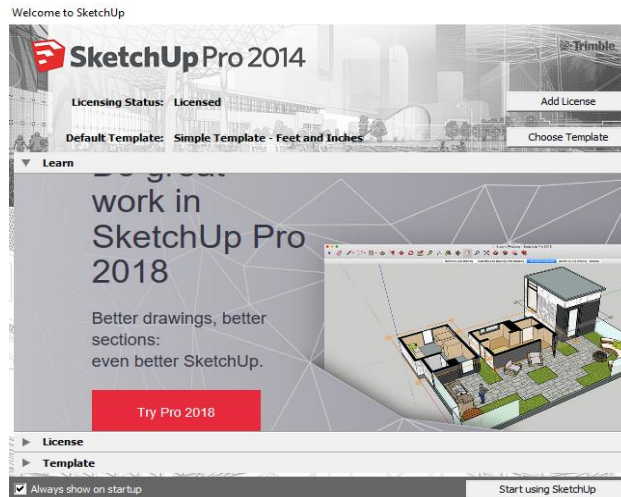 Welcome to SketchUp
SketchUp Pro 2014
Trimble
Licensing Status: Licensed
Add License
Default Template: Simple Template - Feet and Inches
Choose Template
Learn
Do great
work in
SketchUp Pro
2018
Better drawings, better
sections:
even better SketchUp.
Try Pro 2018
License
Template
Always show on startup
Start using SketchUp